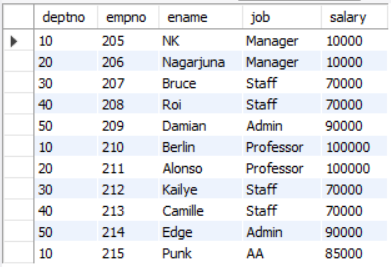 deptno empno ename job salary
10 205 NK Manager 10000
20 206 Nagarjuna Manager 10000
30 207 Bruce Staff 70000
40 208 Roi Staff 70000
50 209 Damian Admin 90000
10 210 Berlin Professor 100000
20 211 Alonso Professor 100000
30 212 Kailye Staff 70000
40 213 Camille Staff 70000
50 214 Edge Admin 90000
10 215 Punk AA 85000